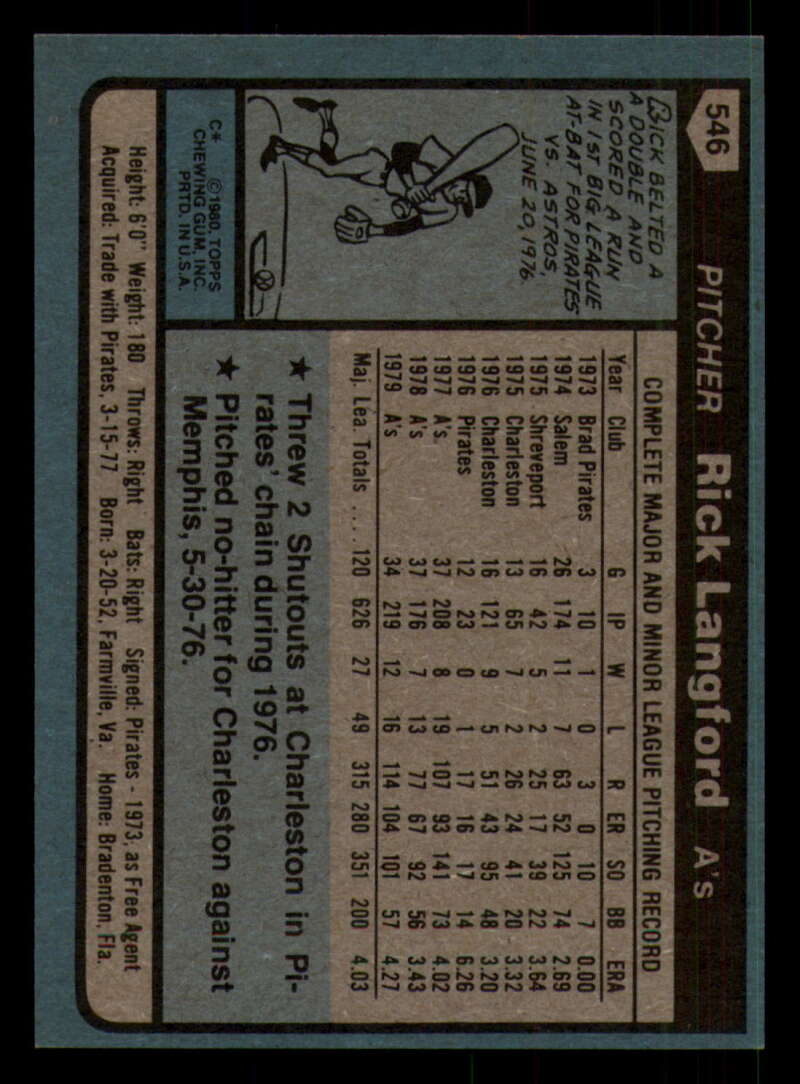 546
PITCHER Rick Langford A's
RICK BELTED A
A DOUBLE AND
SCORED A RUN
IN 1ST BIG LEAGUE
AT-BAT FOR PIRATES
VS. ASTROS,
JUNE 20, 1976.
C* ©1980, TOPPS
CHEWING GUM, INC.
PRTD. IN U.S.A.
COMPLETE MAJOR AND MINOR LEAGUE PITCHING RECORD
Year Club G IP W L R ER SO BB ERA
1973 Brad Pirates 3 10 1 0 3 0 10 7 0.00
1974 Salem 26 174 11 7 63 52 125 74 2.69
1975 Shreveport 16 42 5 2 25 17 39 22 3.64
1975 Charleston 13 65 7 2 26 24 41 20 3.32
1976 Charleston 16 121 9 5 51 43 95 48 3.20
1976 Pirates 12 23 0 1 17 16 17 14 6.26
1977 A's 37 208 8 19 107 93 141 73 4.02
1978 A's 37 176 7 13 77 67 92 56 3.43
1979 A's 34 219 12 16 114 104 101 57 4.27
Maj. Lea Totals .... 120 626 27 49 315 280 351 200 4.03
★ Threw 2 Shutouts at Charleston in Pi-
rates' chain during 1976.
★ Pitched no-hitter for Charleston against
Memphis, 5-30-76.
Height: 6'0" Weight: 180 Throws: Right Bats: Right Signed: Pirates - 1973, as Free Agent
Acquired: Trade with Pirates, 3-15-77 Born: 3-20-52, Farmville, Va. Home: Bradenton, Fla.